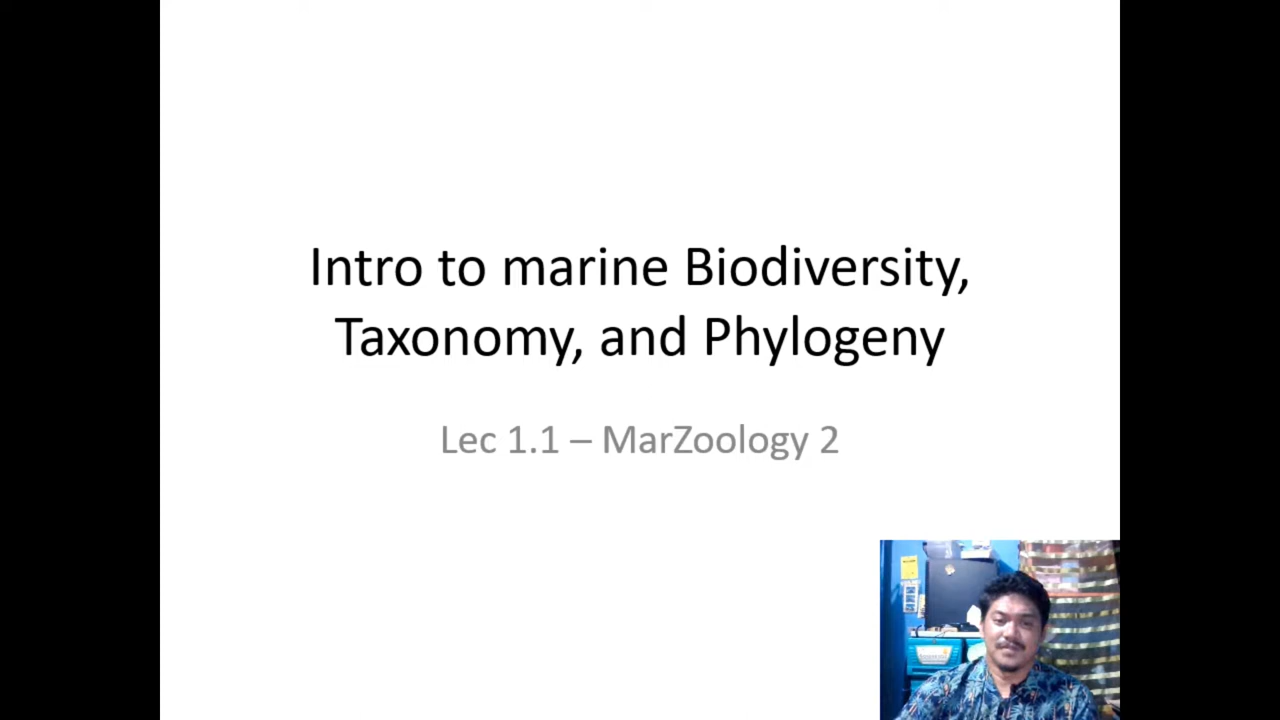 Intro to marine Biodiversity,
Taxonomy, and Phylogeny
Lec 1.1 – MarZoology 2